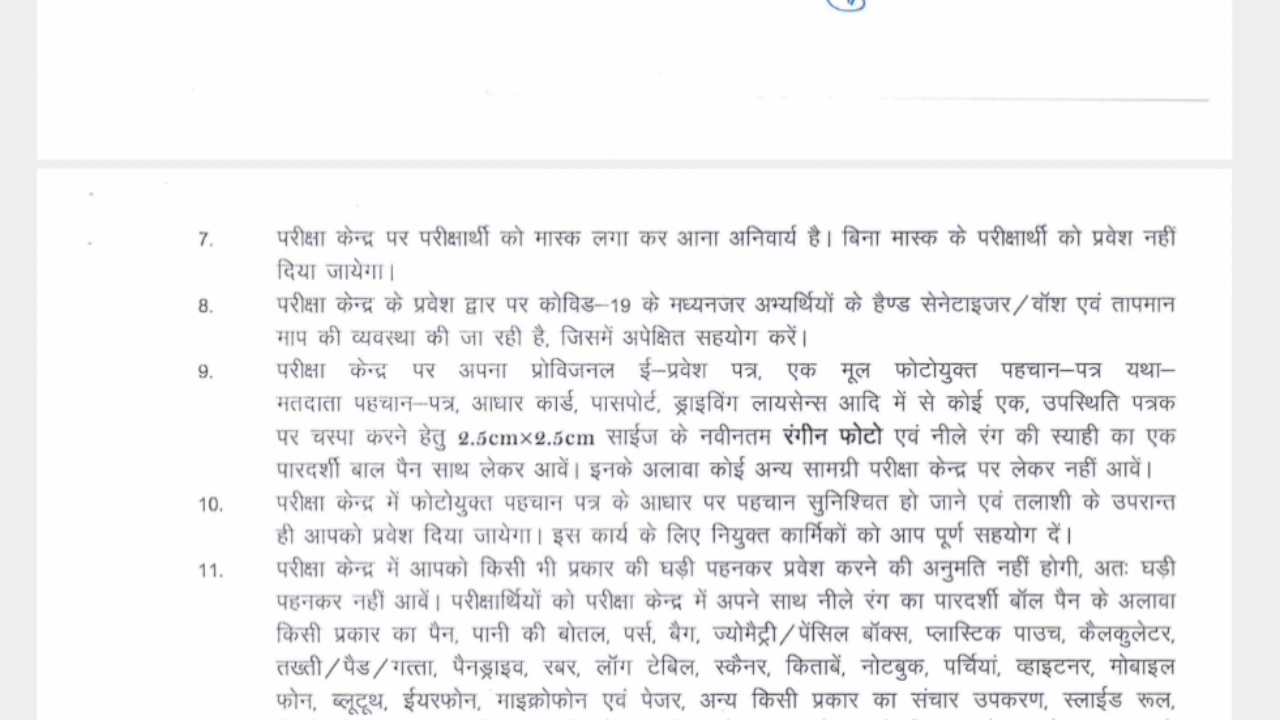 7. परीक्षा केन्द्र पर परीक्षार्थी को मास्क लगा कर आना अनिवार्य है। बिना मास्क के परीक्षार्थी को प्रवेश नहीं
दिया जायेगा।
8. परीक्षा केन्द्र के प्रवेश द्वार पर कोविड–19 के मध्यनजर अभ्यर्थियों के हैण्ड सेनेटाइजर/वॉश एवं तापमान
माप की व्यवस्था की जा रही है, जिसमें अपेक्षित सहयोग करें।
9. परीक्षा केन्द्र पर अपना प्रोविजनल ई–प्रवेश पत्र, एक मूल फोटोयुक्त पहचान–पत्र यथा–
मतदाता पहचान–पत्र, आधार कार्ड, पासपोर्ट, ड्राइविंग लायसेन्स आदि में से कोई एक, उपस्थिति पत्रक
पर चस्पा करने हेतु 2.5cm×2.5cm साईज के नवीनतम रंगीन फोटो एवं नीले रंग की स्याही का एक
पारदर्शी बाल पैन साथ लेकर आवें। इनके अलावा कोई अन्य सामग्री परीक्षा केन्द्र पर लेकर नहीं आवें।
10. परीक्षा केन्द्र में फोटोयुक्त पहचान पत्र के आधार पर पहचान सुनिश्चित हो जाने एवं तलाशी के उपरान्त
ही आपको प्रवेश दिया जायेगा। इस कार्य के लिए नियुक्त कार्मिकों को आप पूर्ण सहयोग दें।
11. परीक्षा केन्द्र में आपको किसी भी प्रकार की घड़ी पहनकर प्रवेश करने की अनुमति नहीं होगी, अतः घड़ी
पहनकर नहीं आवें। परीक्षार्थियों को परीक्षा केन्द्र में अपने साथ नीले रंग का पारदर्शी बॉल पैन के अलावा
किसी प्रकार का पैन, पानी की बोतल, पर्स, बैग, ज्योमैट्री/पेंसिल बॉक्स, प्लास्टिक पाउच, कैलकुलेटर,
तख्ती/पैड/गत्ता, पैनड्राइव, रबर, लॉग टेबिल, स्कैनर, किताबें, नोटबुक, पर्चियां, व्हाइटनर, मोबाइल
फोन, ब्लूटूथ, ईयरफोन, माइक्रोफोन एवं पेजर, अन्य किसी प्रकार का संचार उपकरण, स्लाईड रूल,